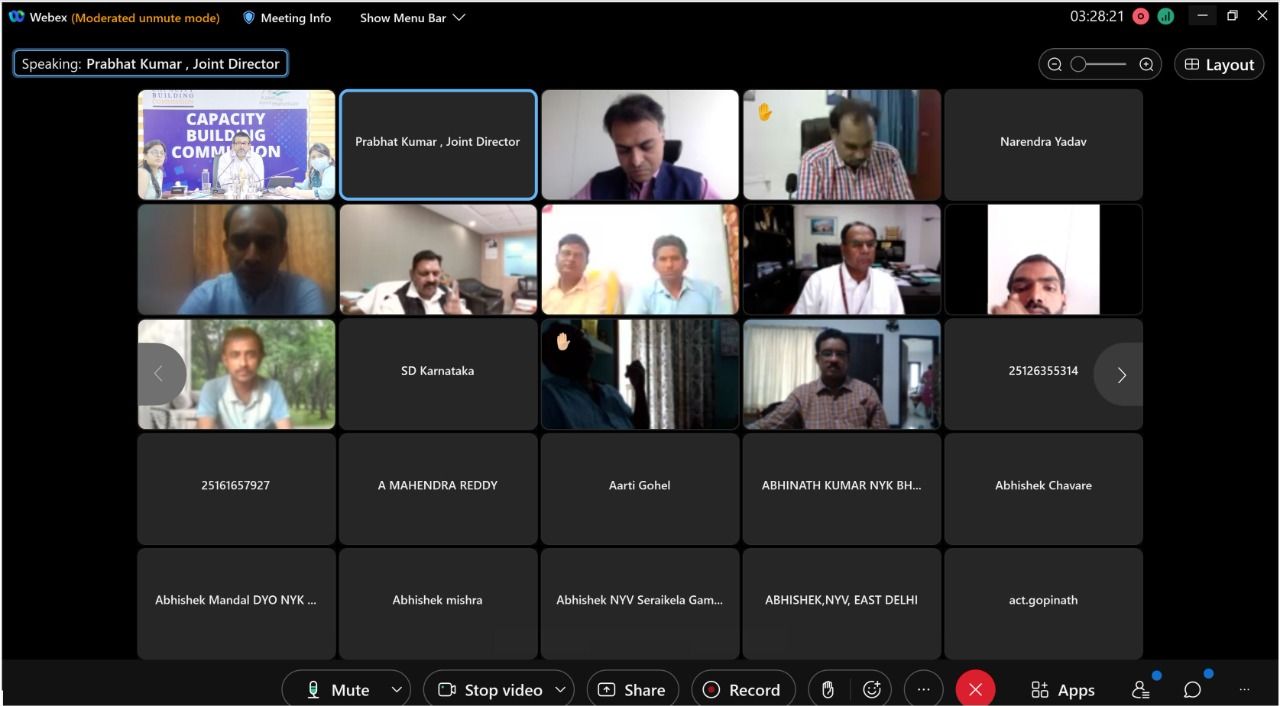 Webex (Moderated unmute mode) Meeting Info Show Menu Bar 03:28:21
Speaking: Prabhat Kumar , Joint Director Layout
BUILDING
COMMISSION
CAPACITY
BUILDING
COMMISSION
Prabhat Kumar , Joint Director
Narendra Yadav
SD Karnataka
25126355314
25161657927
A MAHENDRA REDDY
Aarti Gohel
ABHINATH KUMAR NYK BH...
Abhishek Chavare
Abhishek Mandal DYO NYK ...
Abhishek mishra
Abhishek NYV Seraikela Gam...
ABHISHEK,NYV, EAST DELHI
act.gopinath
Mute Stop video Share Record ... Apps ...